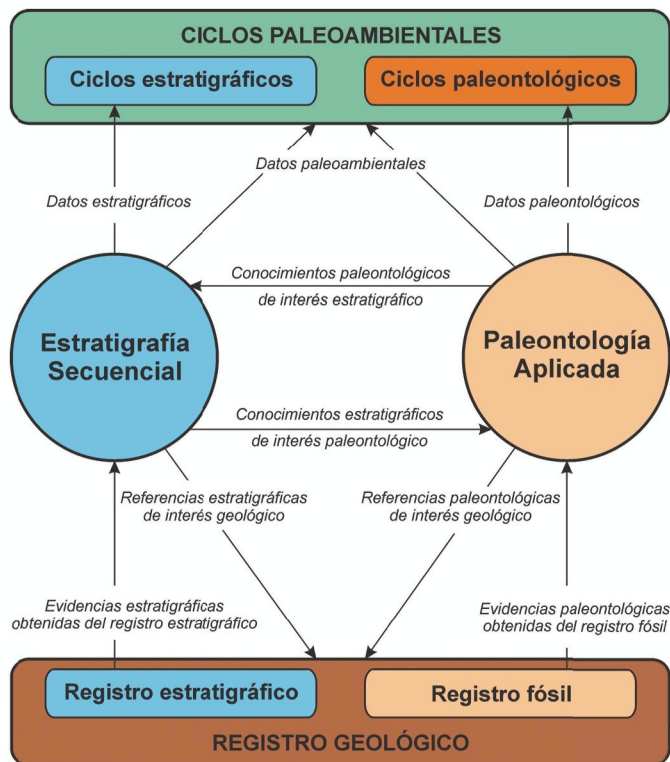 CICLOS PALEOAMBIENTALES
Ciclos estratigráficos
Ciclos paleontológicos
Datos paleoambientales
Datos estratigráficos
Datos paleontológicos
Conocimientos paleontológicos
de interés estratigráfico
Estratigrafía
Secuencial
Paleontología
Aplicada
Conocimientos estratigráficos
de interés paleontológico
Referencias estratigráficas
de interés geológico
Referencias paleontológicas
de interés geológico
Evidencias estratigráficas
obtenidas del registro estratigráfico
Evidencias paleontológicas
obtenidas del registro fósil
Registro estratigráfico
Registro fósil
REGISTRO GEOLÓGICO